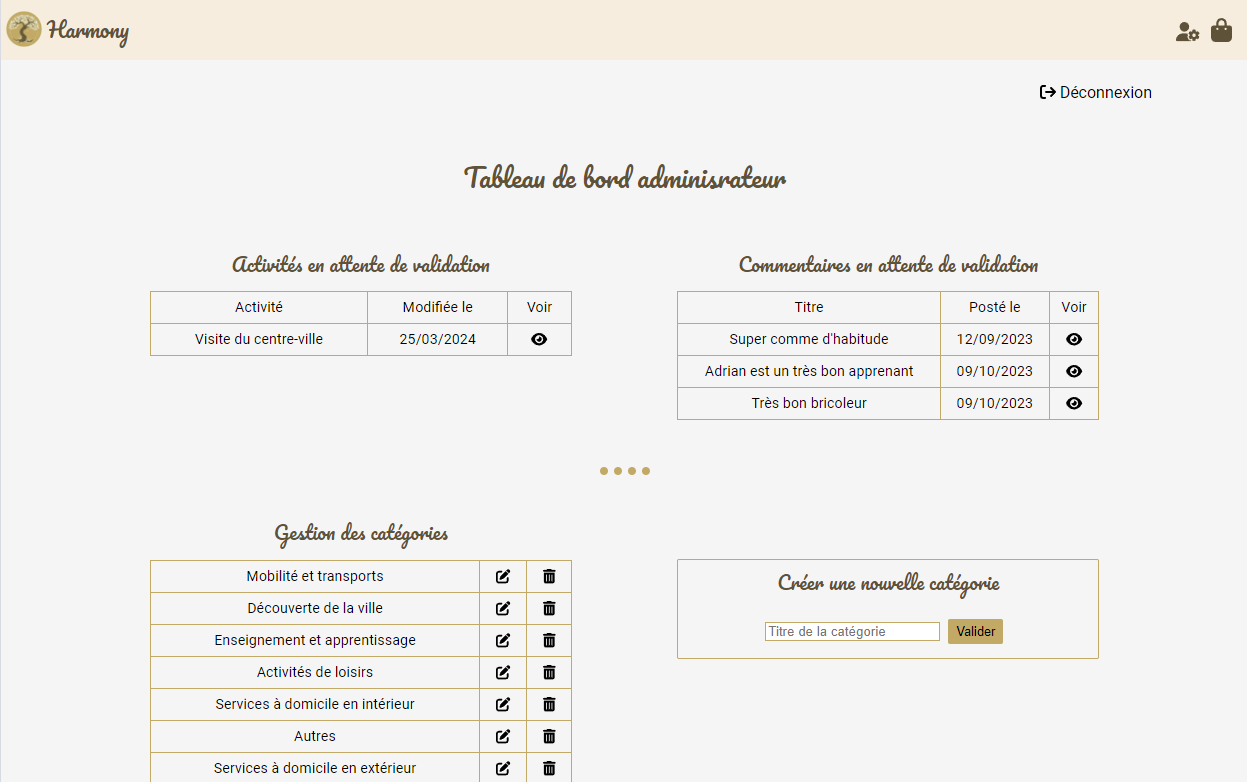 Harmony
Déconnexion
Tableau de bord adminisrateur
Activités en attente de validation
Activité Modifiée le Voir
Visite du centre-ville 25/03/2024
Commentaires en attente de validation
Titre Posté le Voir
Super comme d'habitude 12/09/2023
Adrian est un très bon apprenant 09/10/2023
Très bon bricoleur 09/10/2023
Gestion des catégories
Mobilité et transports
Découverte de la ville
Enseignement et apprentissage
Activités de loisirs
Services à domicile en intérieur
Autres
Services à domicile en extérieur
Créer une nouvelle catégorie
Titre de la catégorie Valider